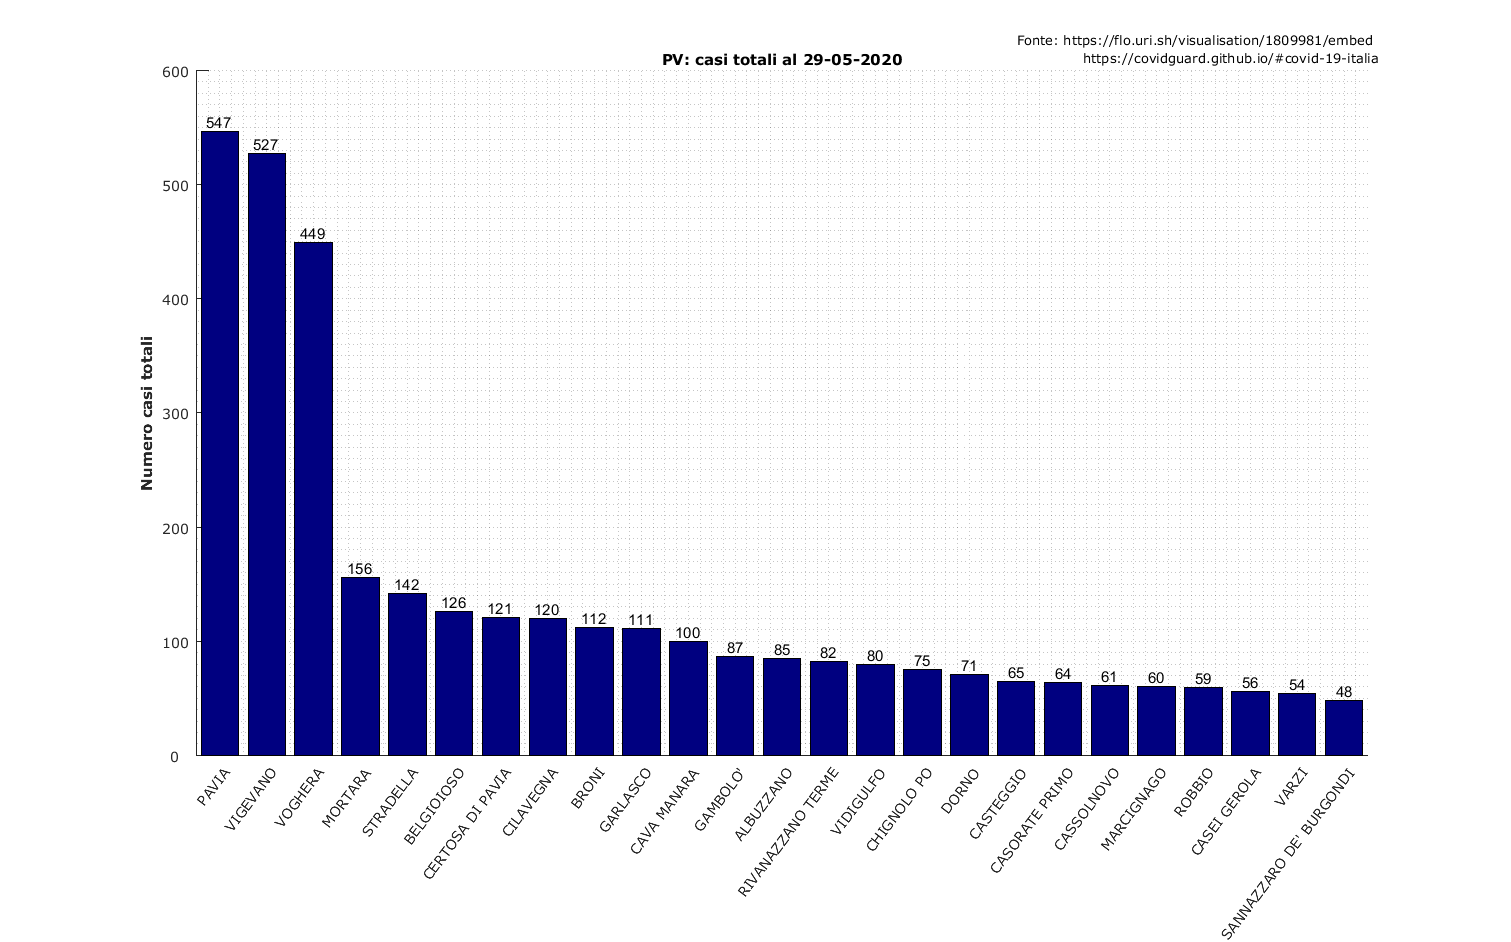 Fonte: https://flo.uri.sh/visualisation/1809981/embed
https://covidguard.github.io/#covid-19-italia
PV: casi totali al 29-05-2020
Numero casi totali
600
500
400
300
200
100
0
547
527
449
156
142
126
121
120
112
111
100
87
85
82
80
75
71
65
64
61
60
59
56
54
48
PAVIA
VIGEVANO
VOGHERA
MORTARA
STRADELLA
BELGIOIOSO
CERTOSA DI PAVIA
CILAVEGNA
BRONI
GARLASCO
CAVA MANARA
GAMBOLO'
ALBUZZANO
RIVANAZZANO TERME
VIDIGULFO
CHIGNOLO PO
DORNO
CASTEGGIO
CASORATE PRIMO
CASSOLNOVO
MARCIGNAGO
ROBBIO
CASEI GEROLA
VARZI
SANNAZZARO DE' BURGONDI